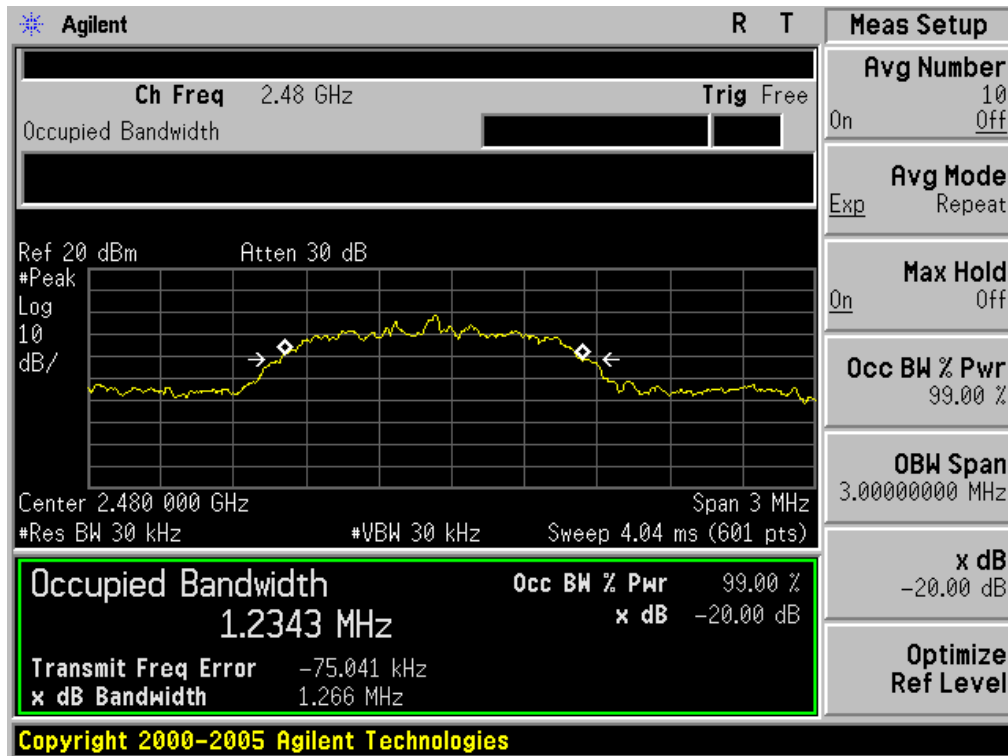 Agilent R T
Meas Setup
Ch Freq 2.48 GHz Trig Free
Occupied Bandwidth
Ref 20 dBm Atten 30 dB
#Peak
Log
10
dB/
Center 2.480 000 GHz Span 3 MHz
#Res BW 30 kHz #VBW 30 kHz Sweep 4.04 ms (601 pts)
Occupied Bandwidth Occ BW % Pwr 99.00 %
1.2343 MHz x dB -20.00 dB
Transmit Freq Error -75.041 kHz
x dB Bandwidth 1.266 MHz
Avg Number
10
On Off
Avg Mode
Exp Repeat
Max Hold
On Off
Occ BW % Pwr
99.00 %
OBW Span
3.00000000 MHz
x dB
-20.00 dB
Optimize
Ref Level
Copyright 2000-2005 Agilent Technologies